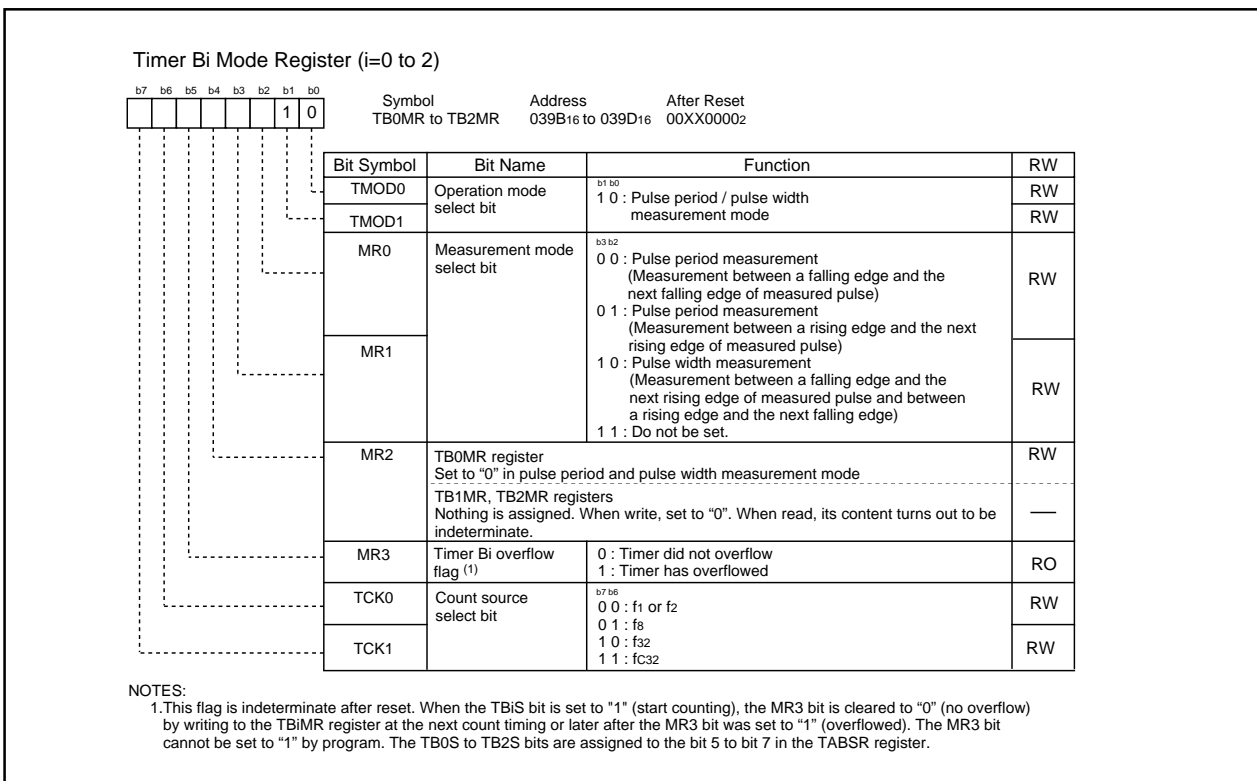 Timer Bi Mode Register (i=0 to 2)
b7 b6 b5 b4 b3 b2 b1 b0
1 0
Symbol Address After Reset
TB0MR to TB2MR 039B16 to 039D16 00XX00002
Bit Symbol Bit Name Function RW
TMOD0 Operation mode select bit b1 b0 RW
1 0 : Pulse period / pulse width
TMOD1 measurement mode RW
MR0 Measurement mode select bit b3 b2 RW
0 0 : Pulse period measurement
(Measurement between a falling edge and the
next falling edge of measured pulse)
0 1 : Pulse period measurement
(Measurement between a rising edge and the next
rising edge of measured pulse)
MR1 RW
1 0 : Pulse width measurement
(Measurement between a falling edge and the
next rising edge of measured pulse and between
a rising edge and the next falling edge)
1 1 : Do not be set.
MR2 TB0MR register RW
Set to “0” in pulse period and pulse width measurement mode
TB1MR, TB2MR registers
Nothing is assigned. When write, set to “0”. When read, its content turns out to be —
indeterminate.
MR3 Timer Bi overflow 0 : Timer did not overflow RO
flag (1) 1 : Timer has overflowed
TCK0 Count source select bit b7 b6 RW
0 0 : f1 or f2
0 1 : f8
TCK1 1 0 : f32 RW
1 1 : fC32
NOTES:
1.This flag is indeterminate after reset. When the TBiS bit is set to "1" (start counting), the MR3 bit is cleared to “0” (no overflow)
by writing to the TBiMR register at the next count timing or later after the MR3 bit was set to “1” (overflowed). The MR3 bit
cannot be set to “1” by program. The TB0S to TB2S bits are assigned to the bit 5 to bit 7 in the TABSR register.